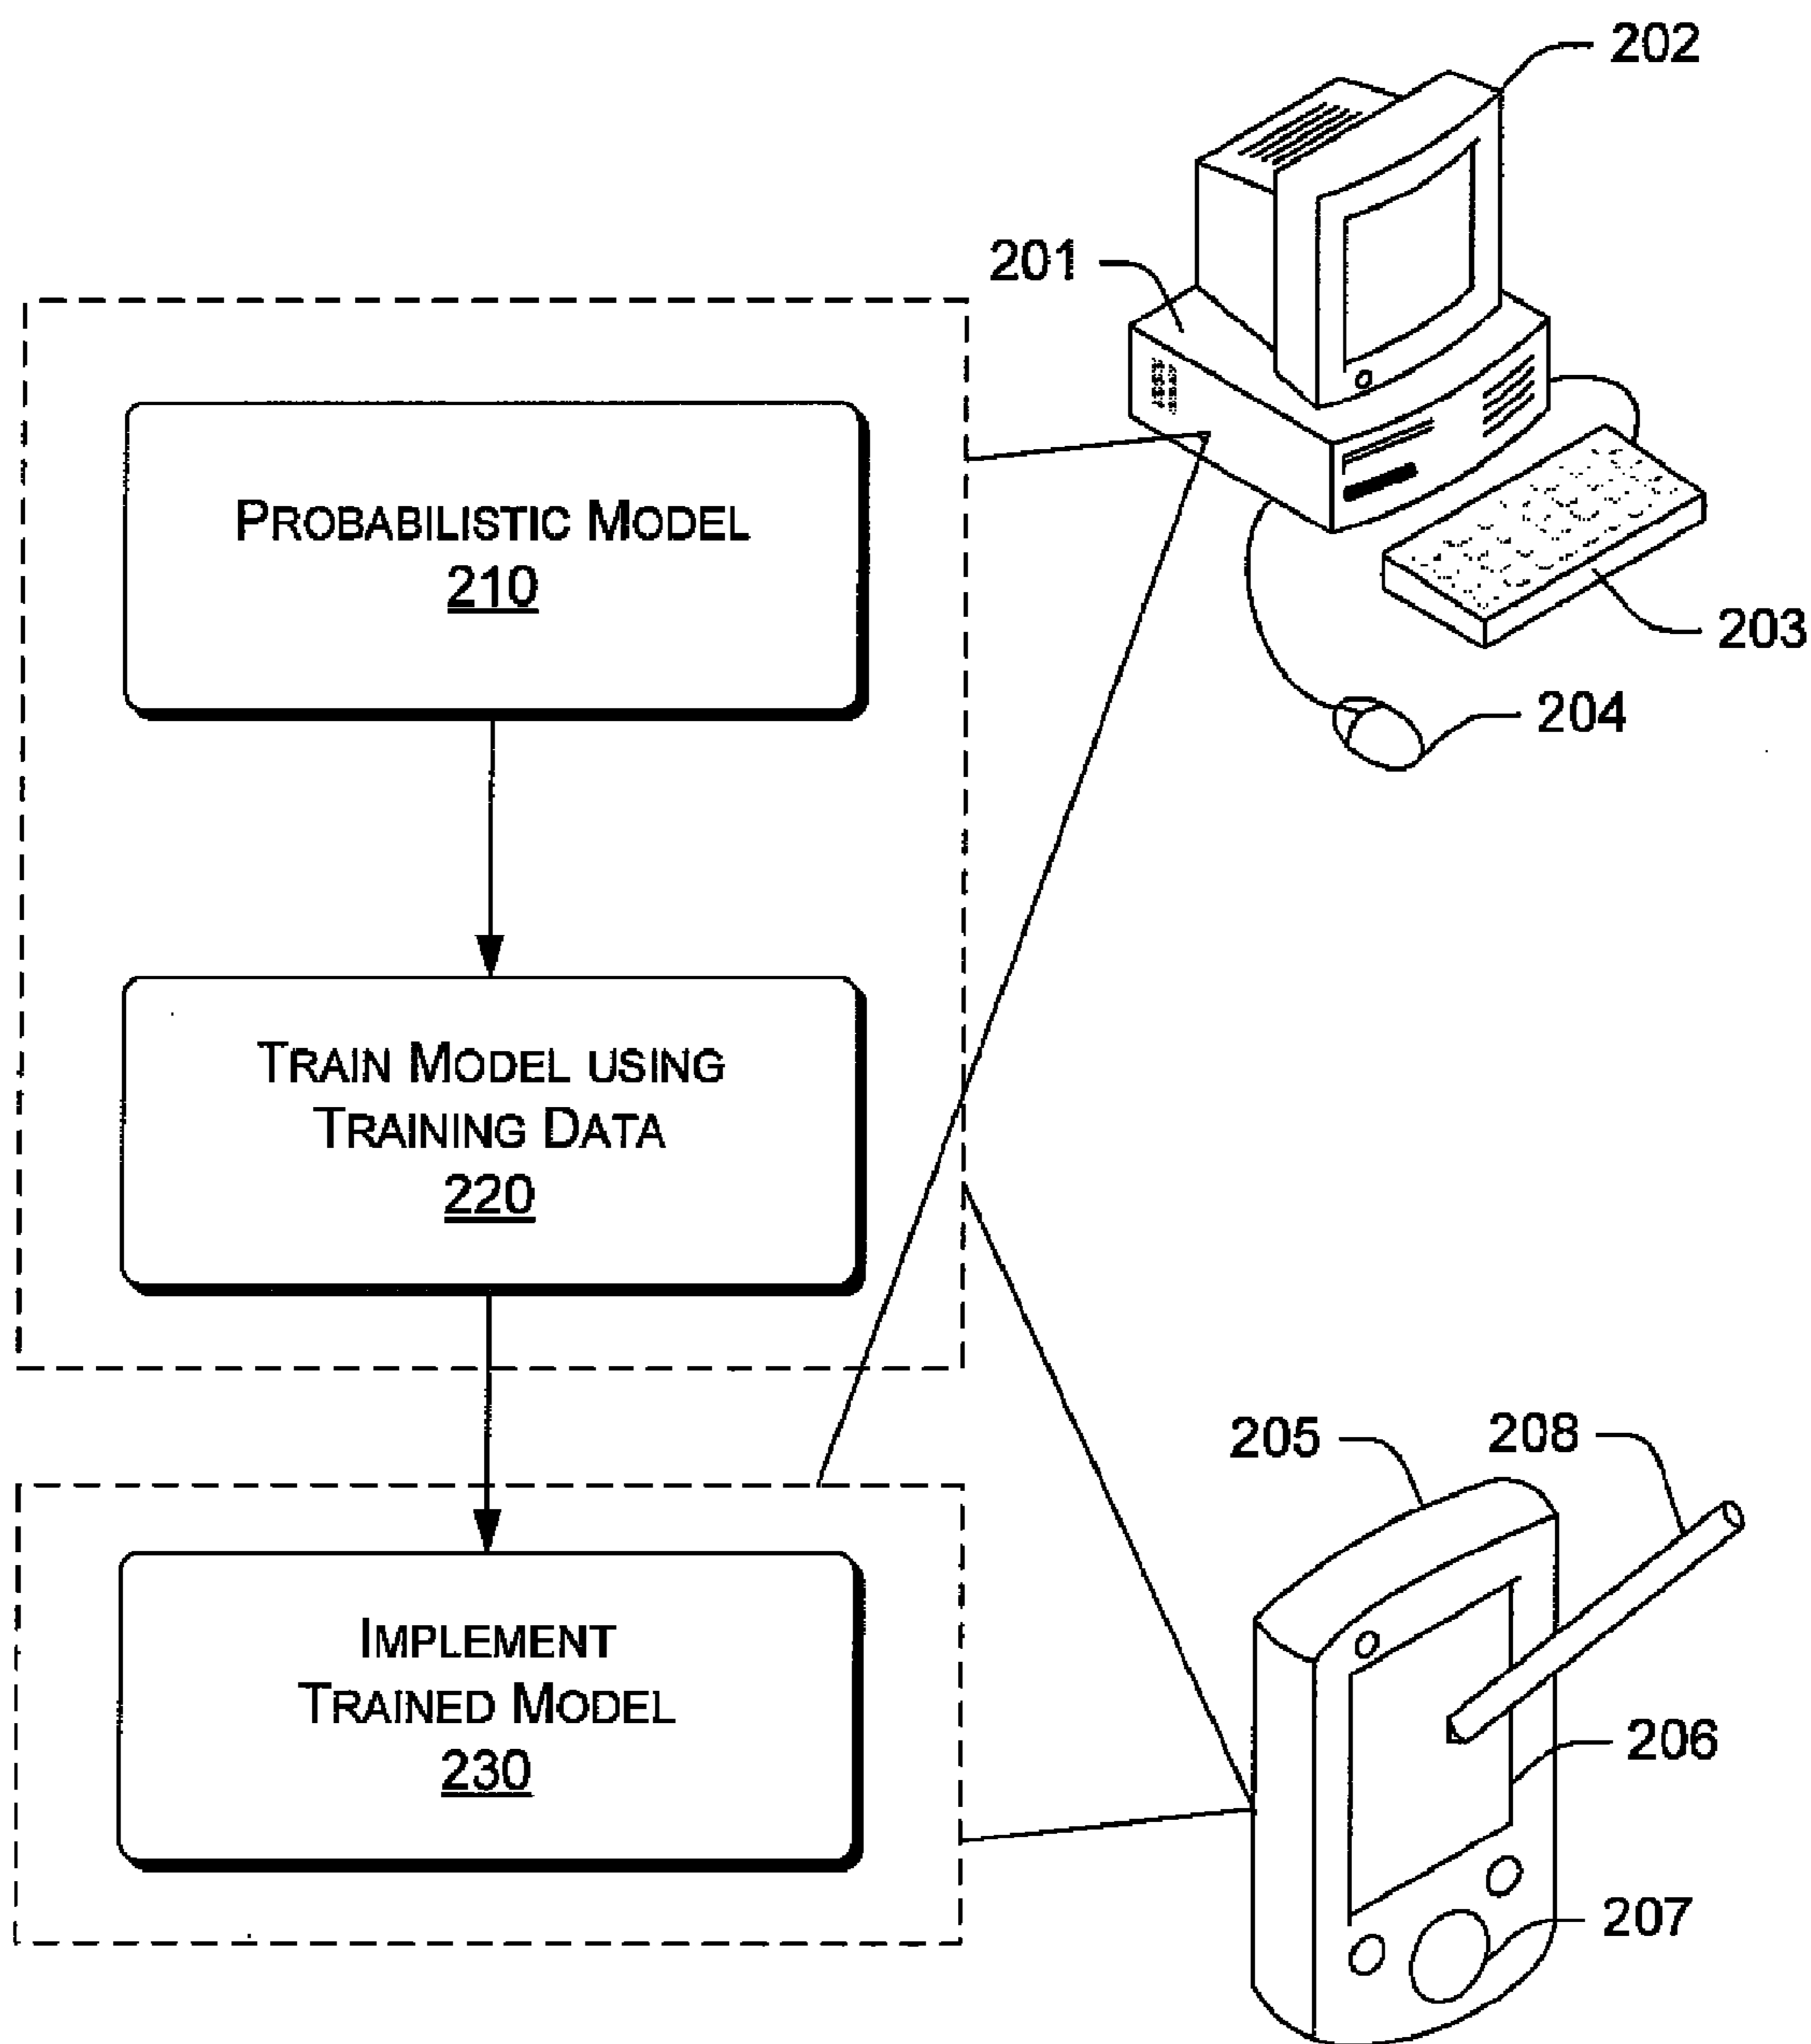 202
201
PROBABILISTIC MODEL
210
203
204
TRAIN MODEL USING
TRAINING DATA
220
205
208
IMPLEMENT
TRAINED MODEL
230
206
207